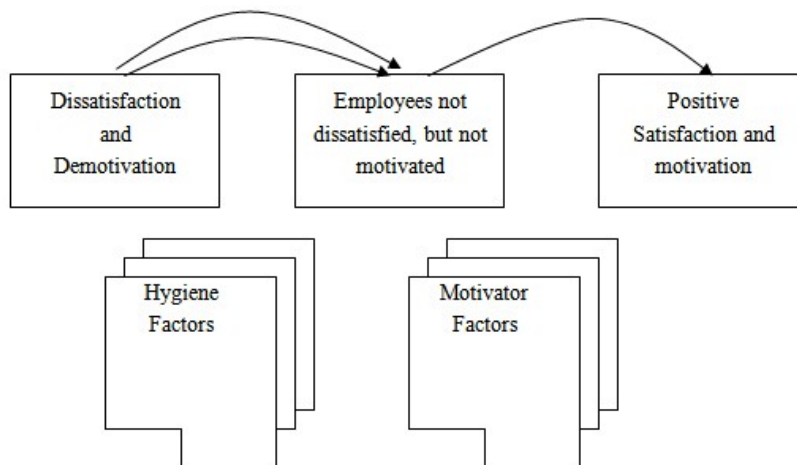 Dissatisfaction
and
Demotivation
Employees not
dissatisfied, but not
motivated
Positive
Satisfaction and
motivation
Hygiene
Factors
Motivator
Factors